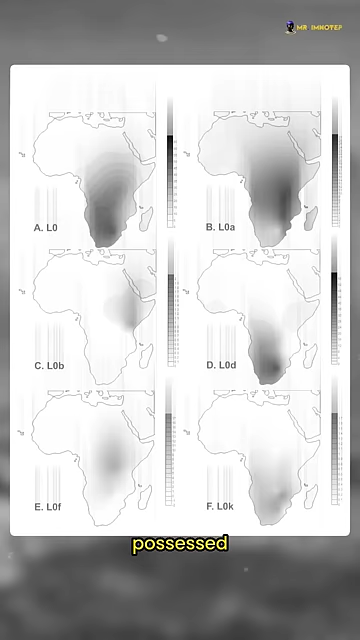 MR IMHOTEP
A. L0
B. L0a
C. L0b
D. L0d
E. L0f
F. L0k
possessed